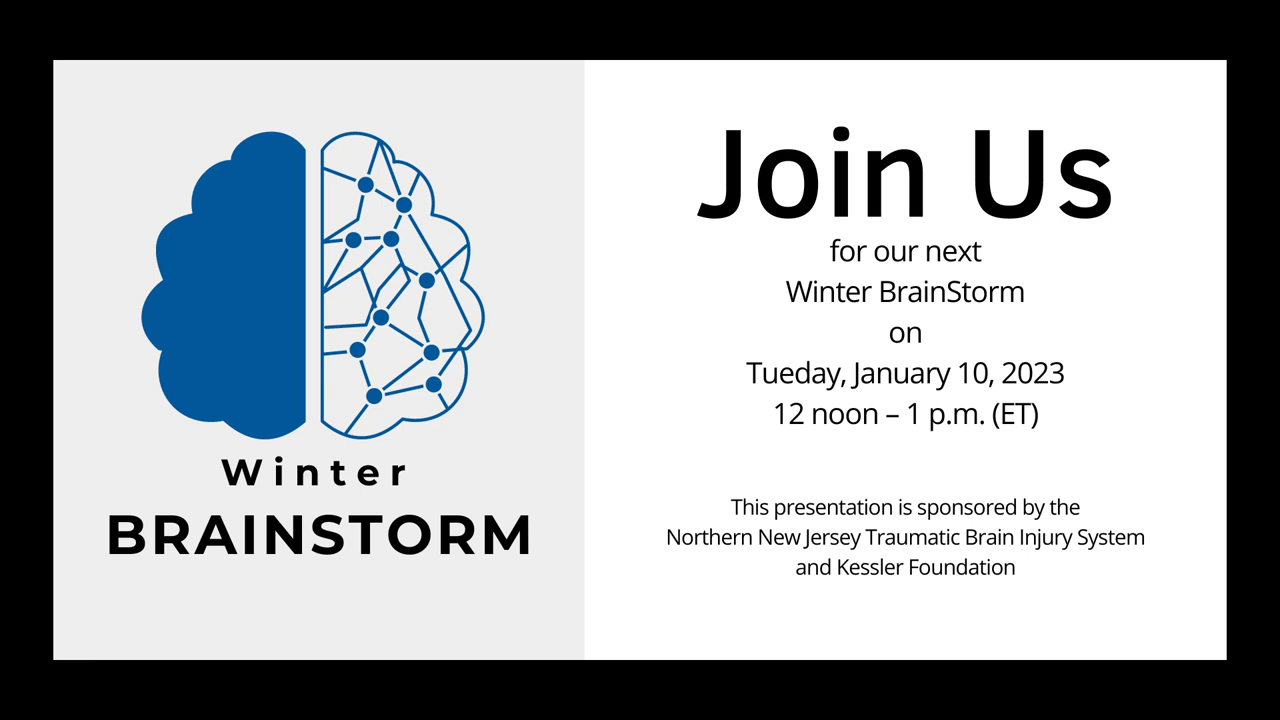 Winter
BRAINSTORM
Join Us
for our next
Winter BrainStorm
on
Tueday, January 10, 2023
12 noon – 1 p.m. (ET)
This presentation is sponsored by the
Northern New Jersey Traumatic Brain Injury System
and Kessler Foundation